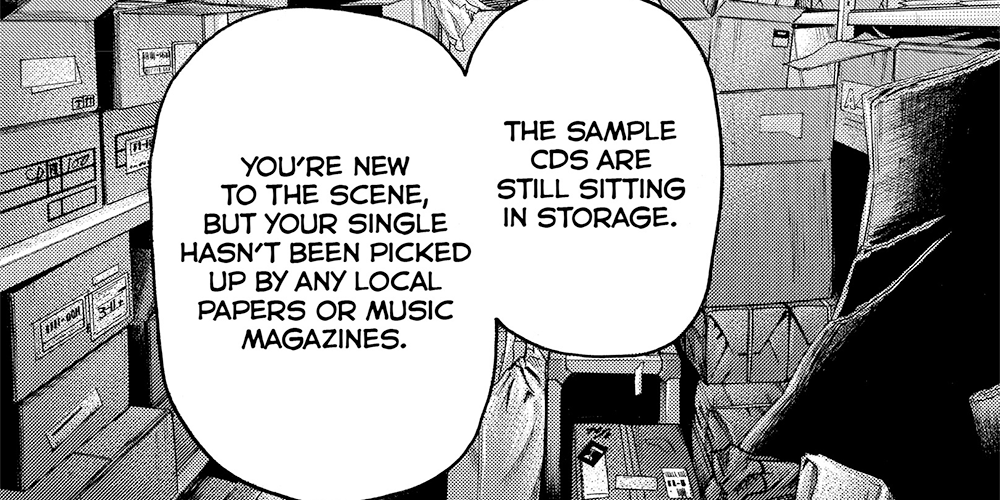 THE SAMPLE
CDS ARE
STILL SITTING
IN STORAGE.
YOU'RE NEW
TO THE SCENE,
BUT YOUR SINGLE
HASN'T BEEN PICKED
UP BY ANY LOCAL
PAPERS OR MUSIC
MAGAZINES.